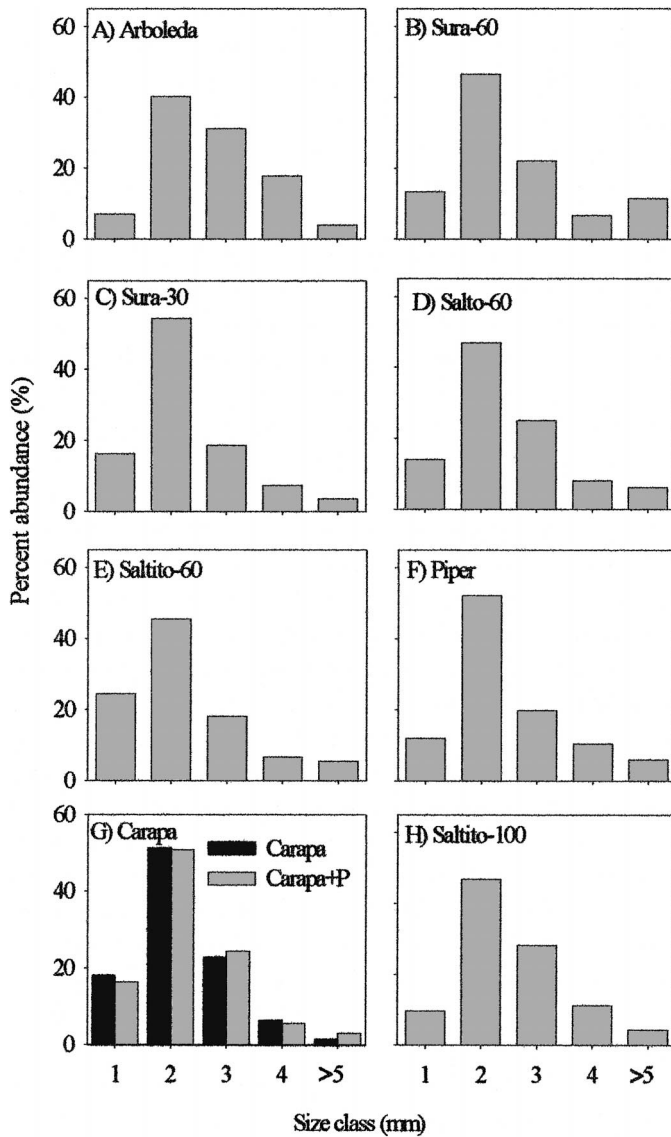 A) Arboleda
B) Sura-60
60
40
20
0
C) Sura-30
D) Salto-60
60
40
20
0
Percent abundance (%)
E) Saltito-60
F) Piper
60
40
20
0
G) Carapa
Carapa
Carapa+P
H) Saltito-100
60
40
20
0
1 2 3 4 >5
1 2 3 4 >5
Size class (mm)